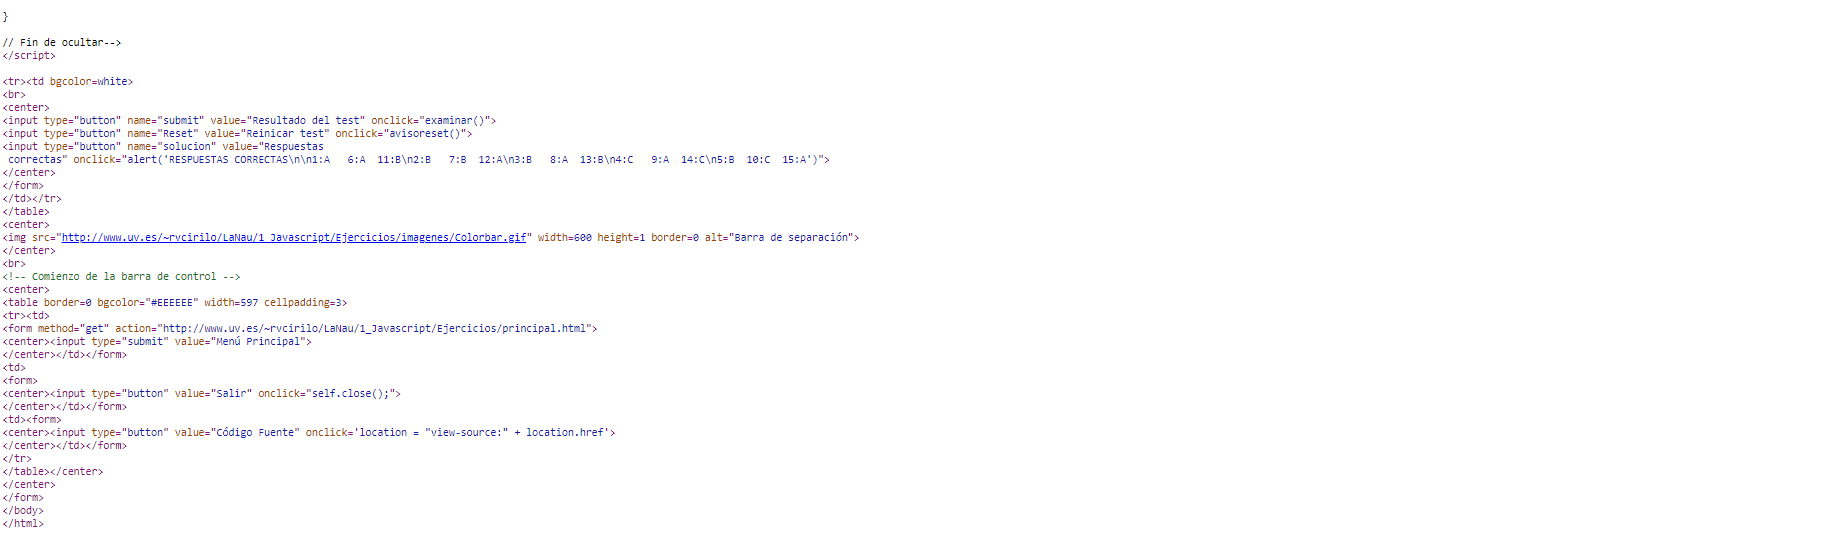 }
// Fin de ocultar-->
</script>
<tr><td bgcolor=white>
<br>
<center>
<input type="button" name="submit" value="Resultado del test" onclick="examinar()">
<input type="button" name="Reset" value="Reinicar test" onclick="avisoreset()">
<input type="button" name="solucion" value="Respuestas
 correctas" onclick="alert('RESPUESTAS CORRECTAS\n\n1:A   6:A  11:B\n2:B   7:B  12:A\n3:B   8:A  13:B\n4:C   9:A  14:C\n5:B  10:C  15:A')">
</center>
</form>
</td></tr>
</table>
<center>
<img src="http://www.uv.es/~rvcirilo/LaNau/1_Javascript/Ejercicios/imagenes/Colorbar.gif" width=600 height=1 border=0 alt="Barra de separación">
</center>
<br>
<!-- Comienzo de la barra de control -->
<center>
<table border=0 bgcolor="#EEEEEE" width=597 cellpadding=3>
<tr><td>
<form method="get" action="http://www.uv.es/~rvcirilo/LaNau/1_Javascript/Ejercicios/principal.html">
<center><input type="submit" value="Menú Principal">
</center></td></form>
<td>
<form>
<center><input type="button" value="Salir" onclick="self.close();">
</center></td></form>
<td><form>
<center><input type="button" value="Código Fuente" onclick='location = "view-source:" + location.href'>
</center></td></form>
</tr>
</table></center>
</center>
</form>
</body>
</html>